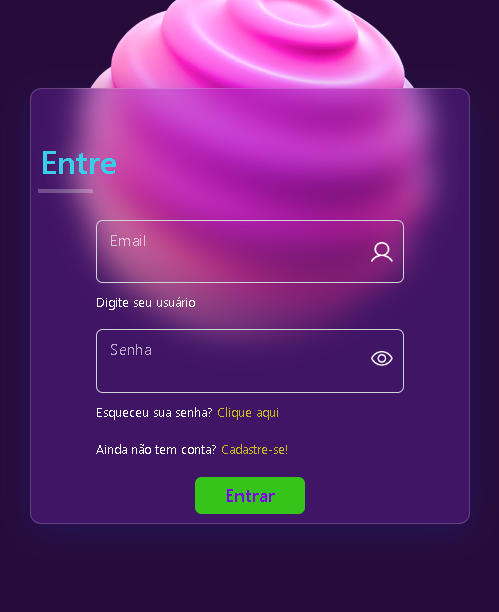 Entre
Email
Digite seu usuário
Senha
Esqueceu sua senha? Clique aqui
Ainda não tem conta? Cadastre-se!
Entrar